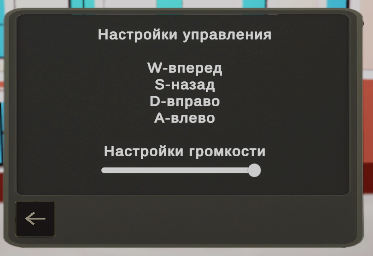 Настройки управления
W-вперед
S-назад
D-вправо
A-влево
Настройки громкости